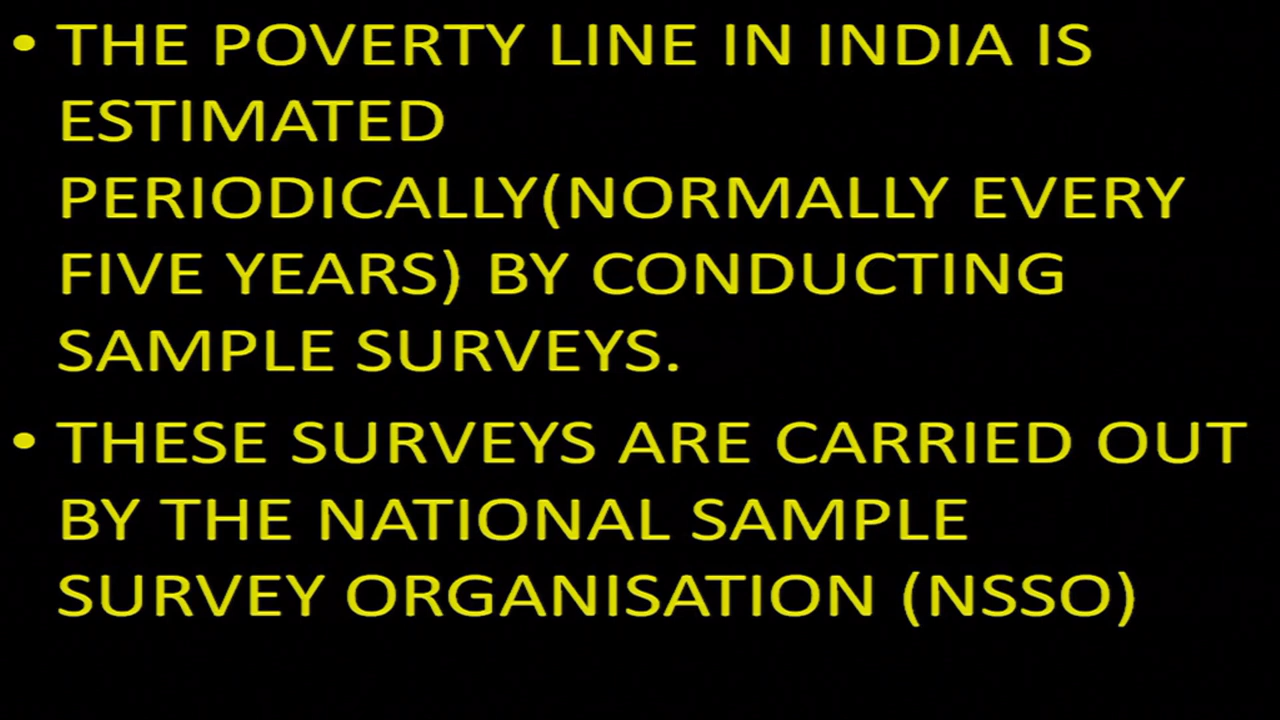 • THE POVERTY LINE IN INDIA IS
ESTIMATED
PERIODICALLY(NORMALLY EVERY
FIVE YEARS) BY CONDUCTING
SAMPLE SURVEYS.
• THESE SURVEYS ARE CARRIED OUT
BY THE NATIONAL SAMPLE
SURVEY ORGANISATION (NSSO)